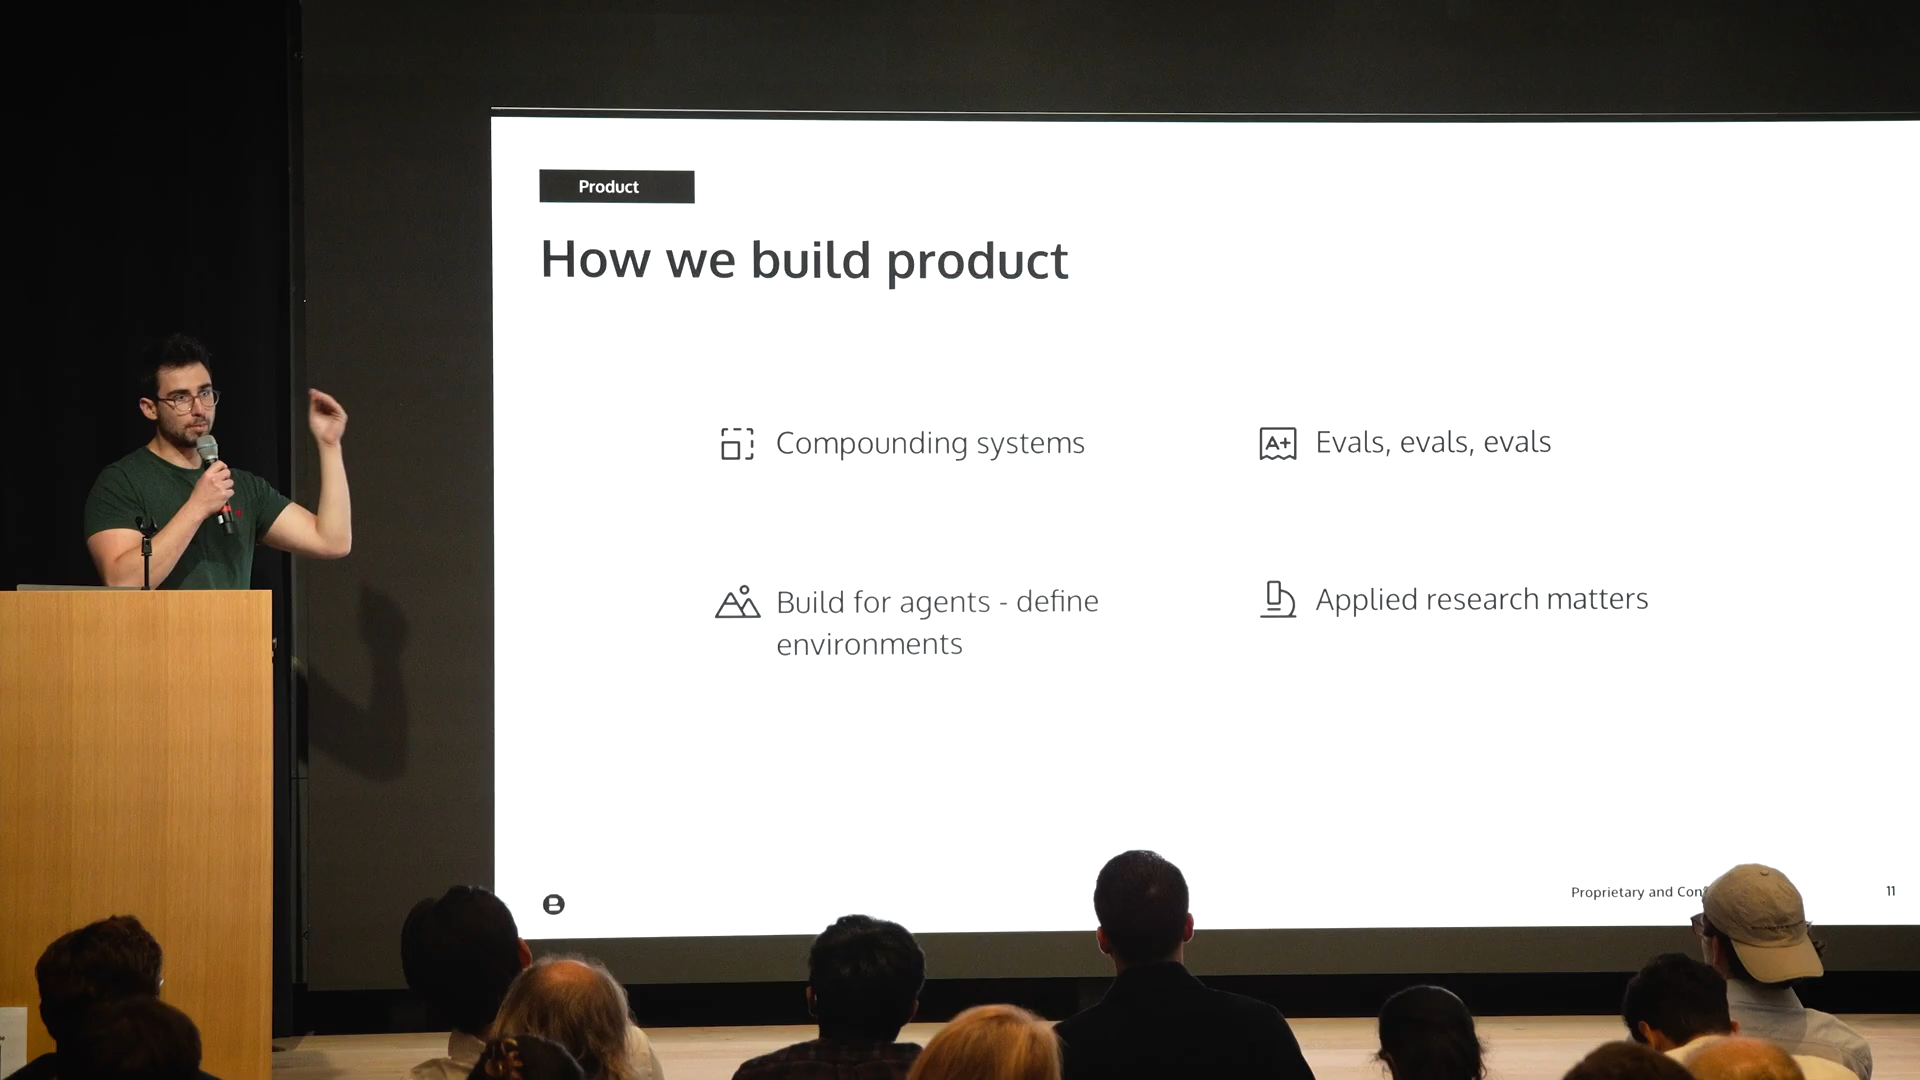 Product
How we build product
Compounding systems
A+
Evals, evals, evals
Build for agents - define
environments
Applied research matters
Proprietary and
11